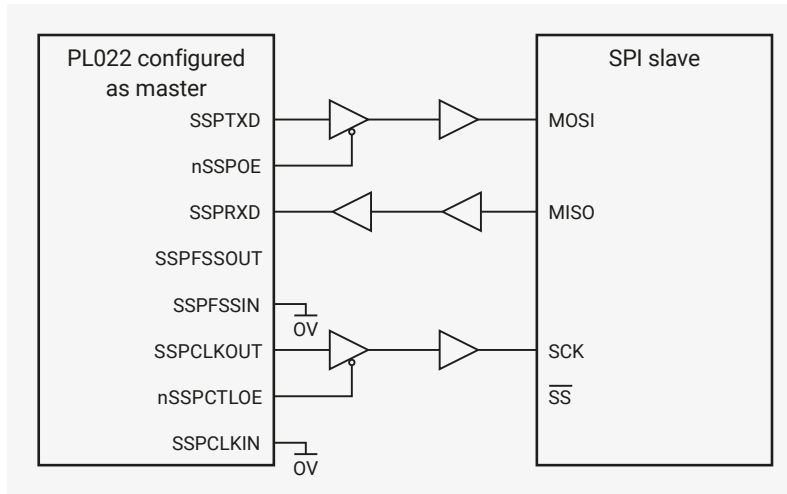 PL022 configured
as master
SPI slave
SSPTXD
MOSI
nSSPOE
SSPRXD
MISO
SSPFSSOUT
SSPFSSIN
0V
SSPCLKOUT
SCK
nSSPCTLOE
SS
SSPCLKIN
0V